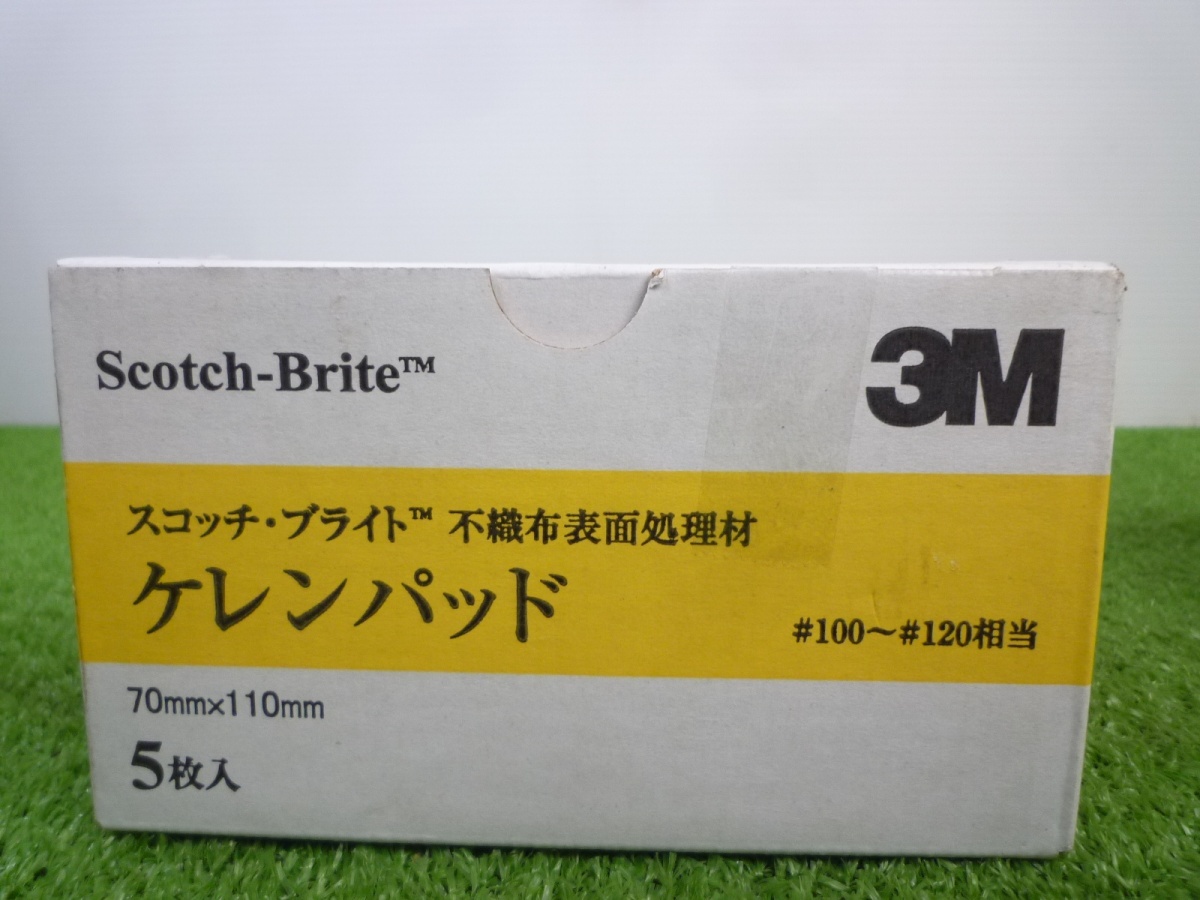 Scotch-Brite™
3M
スコッチ・ブライト™ 不織布表面処理材
ケレンパッド
#100～#120相当
70mm×110mm
5枚入